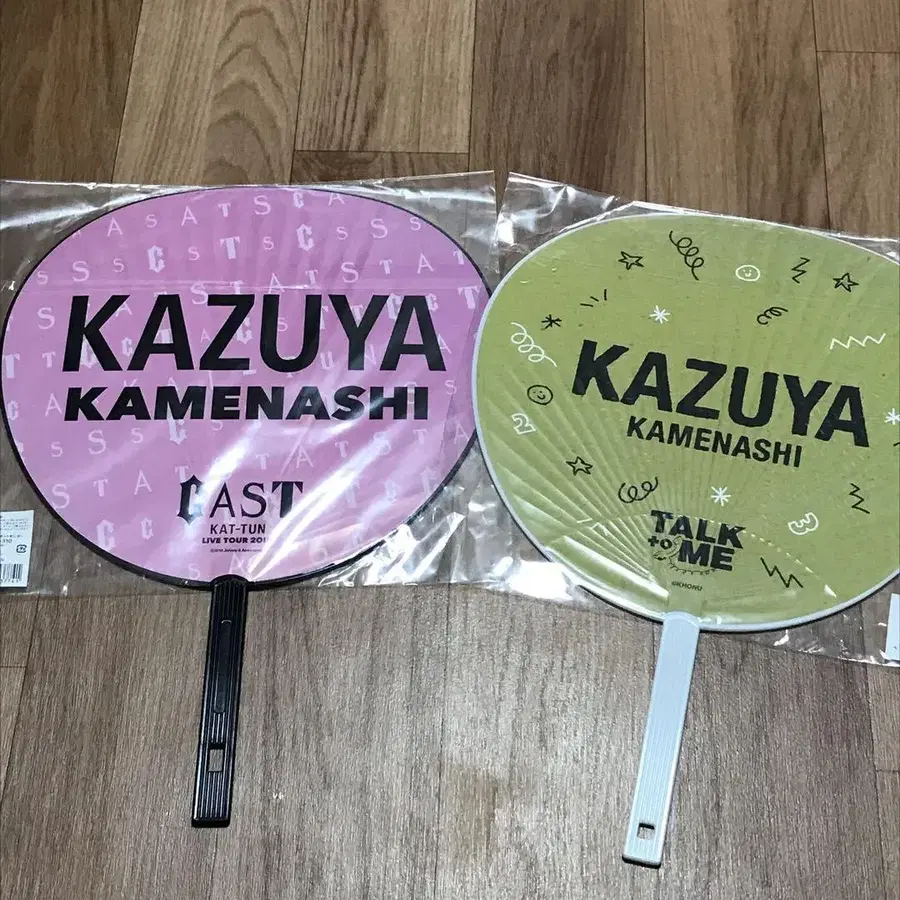 KAZUYA
KAMENASHI
CAST
KAT-TUN
LIVE TOUR
KAZUYA
KAMENASHI
TALK
to ME